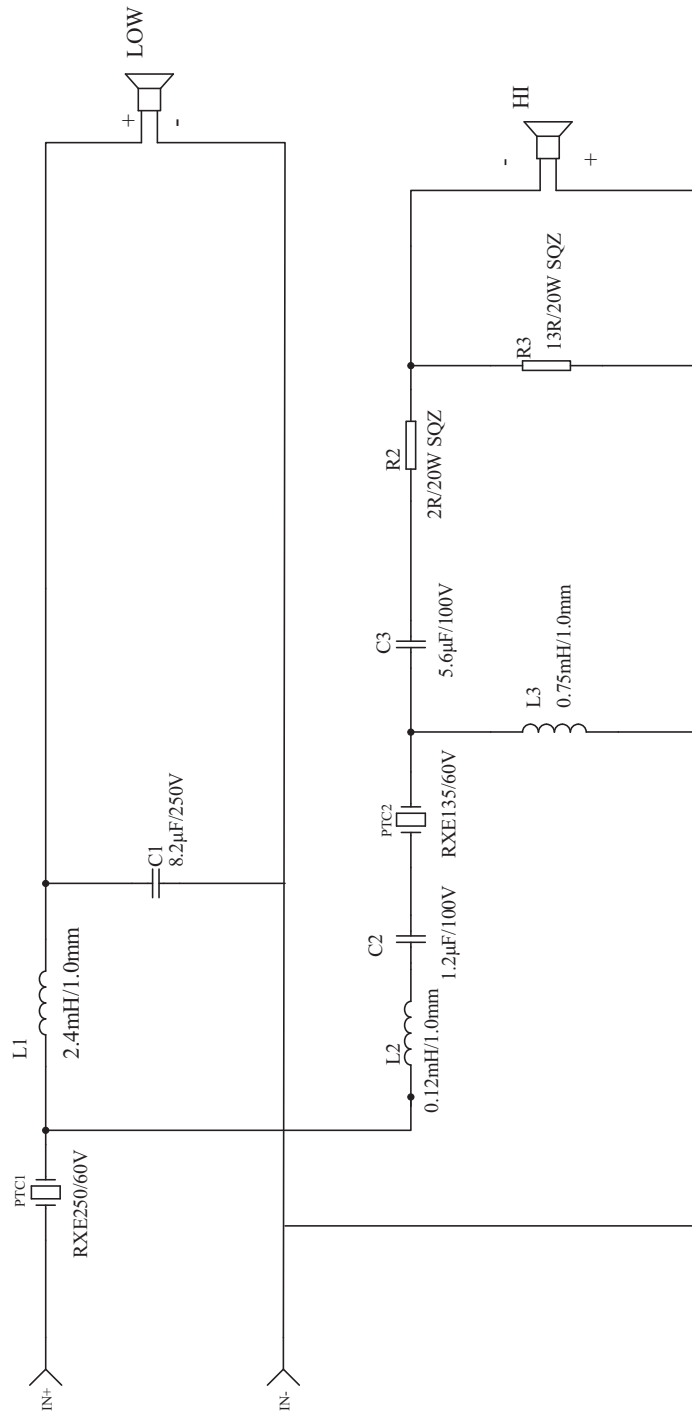 IN+
PTC1
RXE250/60V
L1
2.4mH/1.0mm
C1
8.2µF/250V
+
-
LOW
IN-
L2
0.12mH/1.0mm
C2
1.2µF/100V
PTC2
RXE135/60V
C3
5.6µF/100V
R2
2R/20W SQZ
L3
0.75mH/1.0mm
R3
13R/20W SQZ
-
+
HI